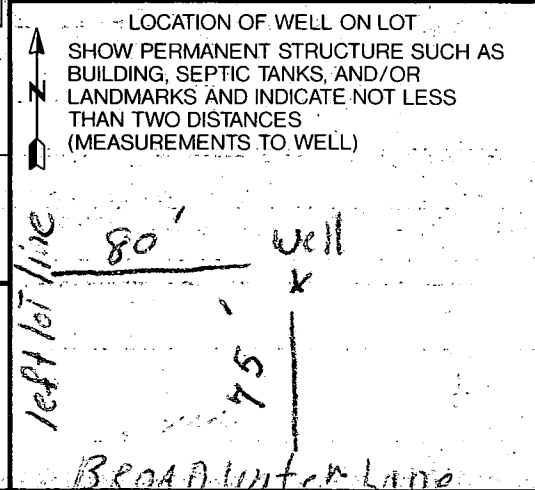 LOCATION OF WELL ON LOT
SHOW PERMANENT STRUCTURE SUCH AS
BUILDING, SEPTIC TANKS, AND/OR
N LANDMARKS AND INDICATE NOT LESS
THAN TWO DISTANCES
(MEASUREMENTS TO WELL)
left lot line
80' well
x
75'
BROADWater Lane